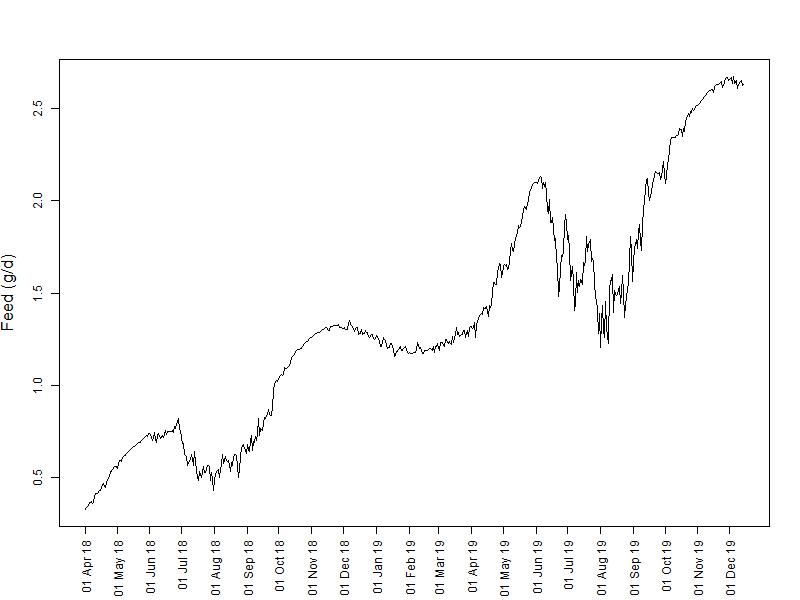 Feed (g/d)
2.5
2.0
1.5
1.0
0.5
01 Apr 18
01 May 18
01 Jun 18
01 Jul 18
01 Aug 18
01 Sep 18
01 Oct 18
01 Nov 18
01 Dec 18
01 Jan 19
01 Feb 19
01 Mar 19
01 Apr 19
01 May 19
01 Jun 19
01 Jul 19
01 Aug 19
01 Sep 19
01 Oct 19
01 Nov 19
01 Dec 19